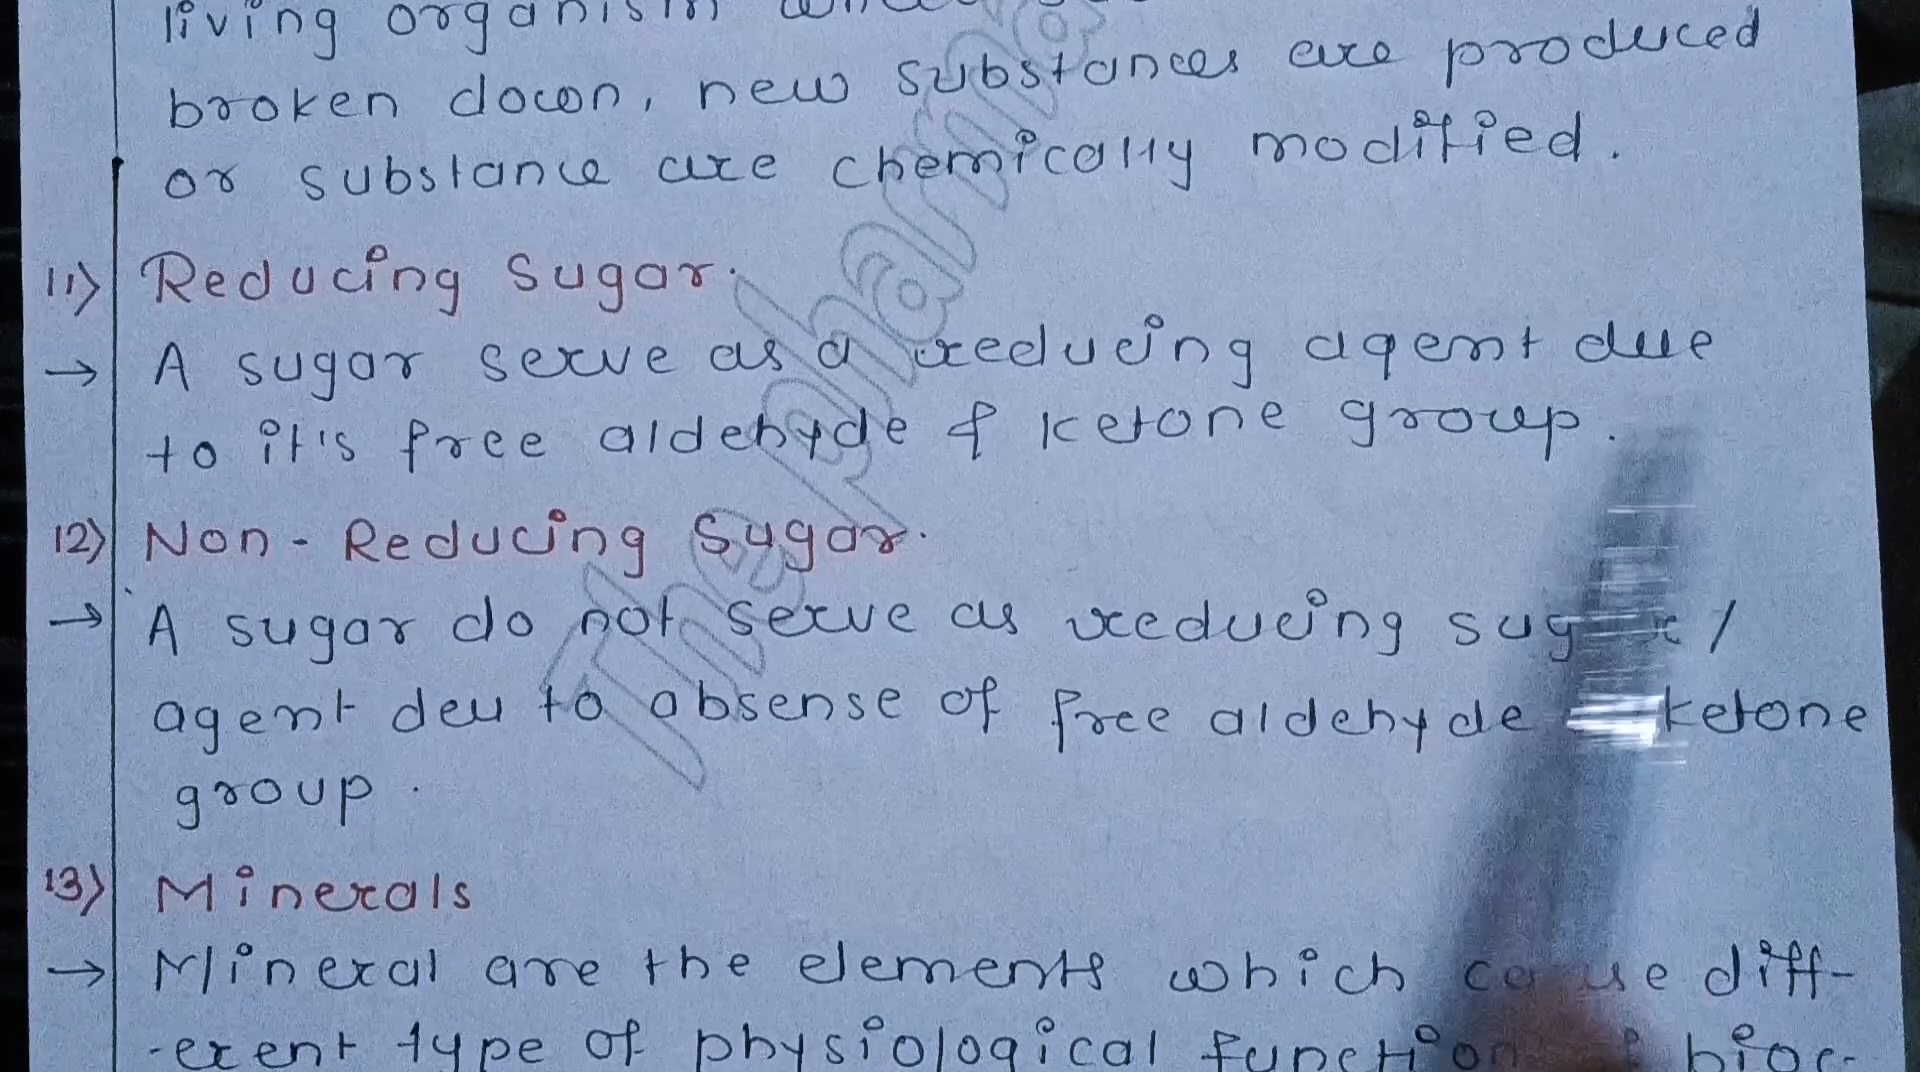 living organism
broken down, new substances are produced
or substance are chemically modified.
11) Reducing Sugar.
→ A sugar serve as a reducing agent due
to it's free aldehyde & ketone group.
12) Non-Reducing Sugar.
→ A sugar do not serve as reducing /
agent deu to absense of free aldehyde ketone
group.
13) Minerals
→ Mineral are the elements which diff-
-erent type of physiological function